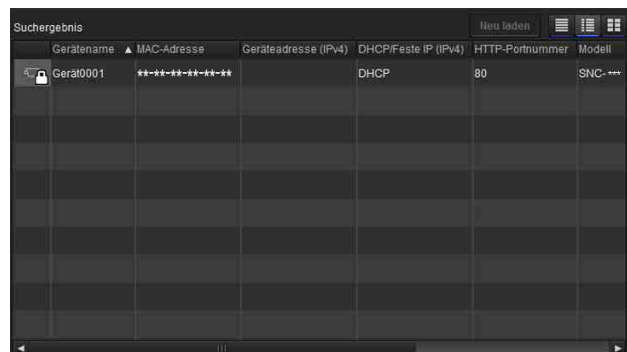 Suchergebnis Neu laden
Gerätename ▲ MAC-Adresse Geräteadresse (IPv4) DHCP/Feste IP (IPv4) HTTP-Portnummer Modell
Gerät0001 **-**-**-**-**-** DHCP 80 SNC-***